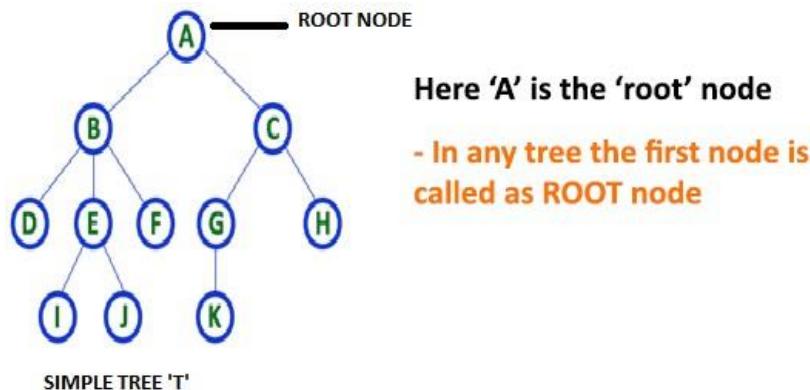 ROOT NODE
A
Here ‘A’ is the ‘root’ node
B
C
- In any tree the first node is
called as ROOT node
D E F G H
I J K
SIMPLE TREE 'T'